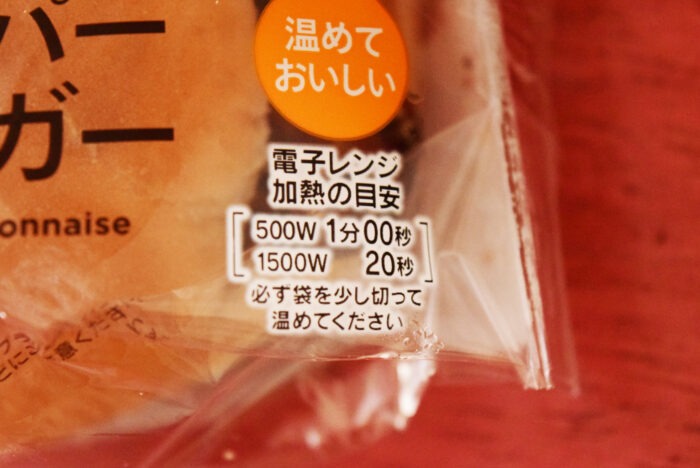 パー
ガー
onnaise
温めて
おいしい
電子レンジ
加熱の目安
500W 1分00秒
1500W 20秒
必ず袋を少し切って
温めてください